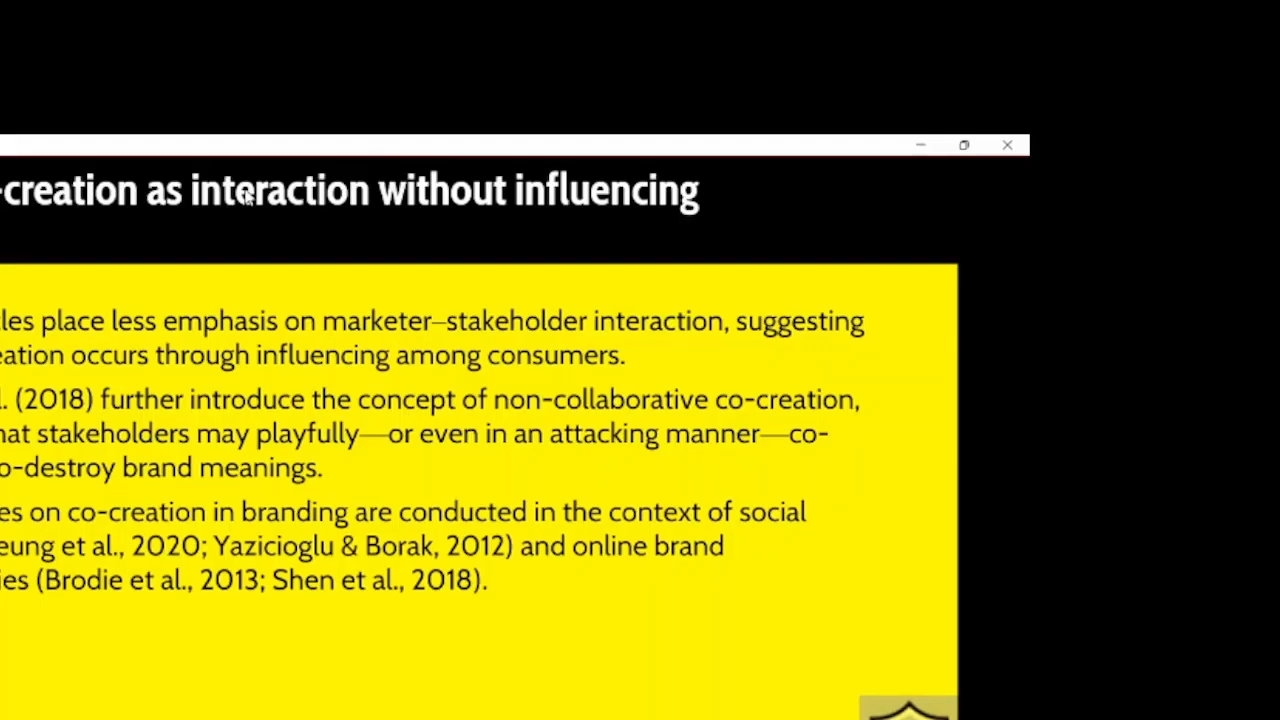 -creation as interaction without influencing
les place less emphasis on marketer–stakeholder interaction, suggesting
eation occurs through influencing among consumers.
l. (2018) further introduce the concept of non-collaborative co-creation,
hat stakeholders may playfully—or even in an attacking manner—co-
o-destroy brand meanings.
es on co-creation in branding are conducted in the context of social
eung et al., 2020; Yazicioglu & Borak, 2012) and online brand
ies (Brodie et al., 2013; Shen et al., 2018).